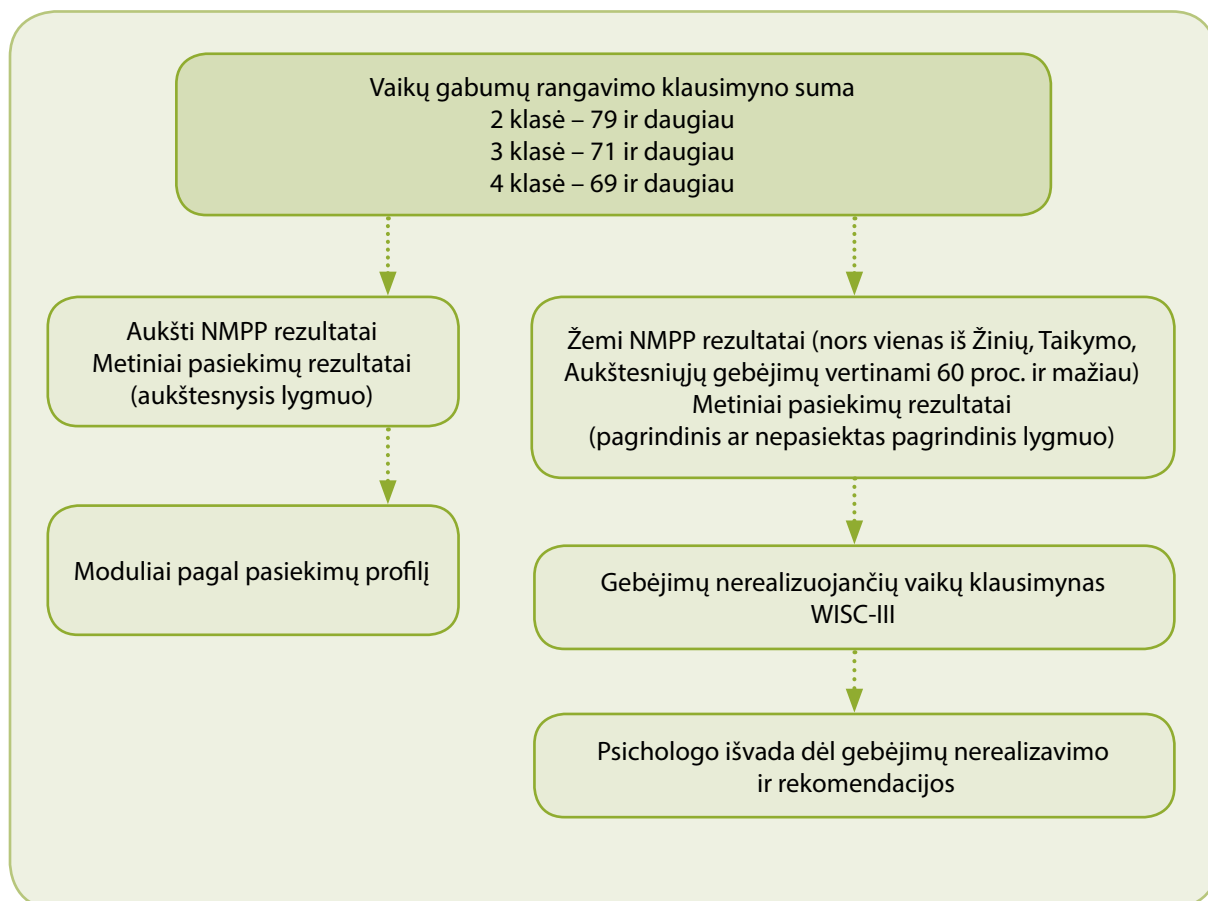 Vaikų gabumų rangavimo klausimyno suma
2 klasė – 79 ir daugiau
3 klasė – 71 ir daugiau
4 klasė – 69 ir daugiau
Aukšti NMPP rezultatai
Metiniai pasiekimų rezultatai
(aukštesnysis lygmuo)
Moduliai pagal pasiekimų profilį
Žemi NMPP rezultatai (nors vienas iš Žinių, Taikymo,
Aukštesniųjų gebėjimų vertinami 60 proc. ir mažiau)
Metiniai pasiekimų rezultatai
(pagrindinis ar nepasiektas pagrindinis lygmuo)
Gebėjimų nerealizuojančių vaikų klausimynas
WISC-III
Psichologo išvada dėl gebėjimų nerealizavimo
ir rekomendacijos